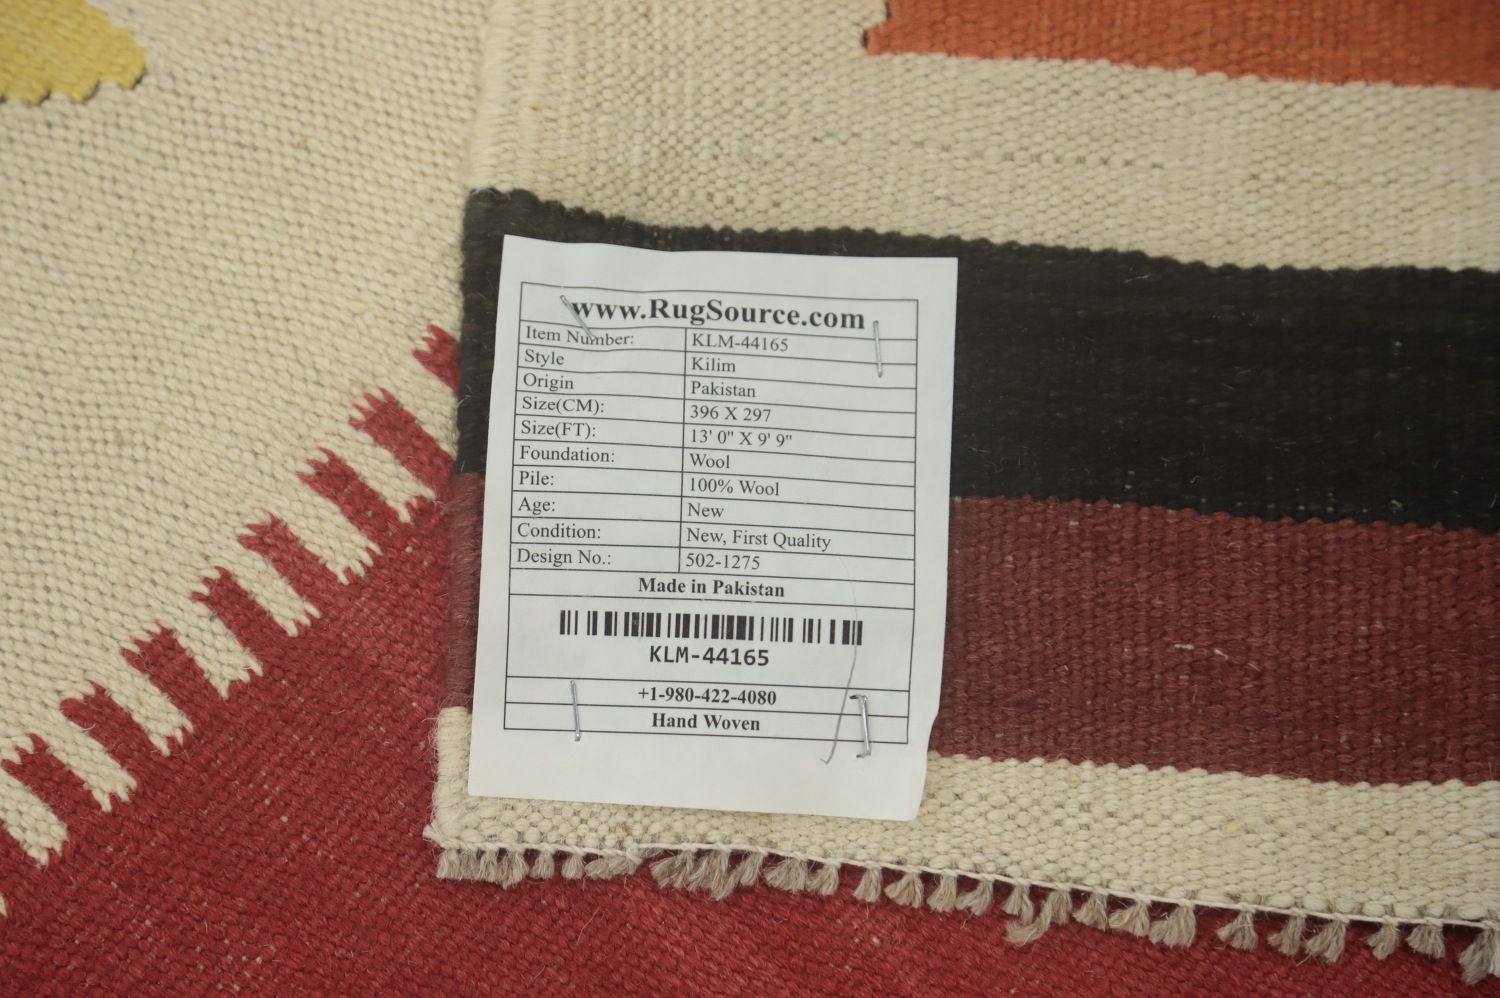 www.RugSource.com
Item Number: KLM-44165
Style Kilim
Origin Pakistan
Size(CM): 396 X 297
Size(FT): 13' 0" X 9' 9"
Foundation: Wool
Pile: 100% Wool
Age: New
Condition: New, First Quality
Design No.: 502-1275
Made in Pakistan
KLM-44165
+1-980-422-4080
Hand Woven